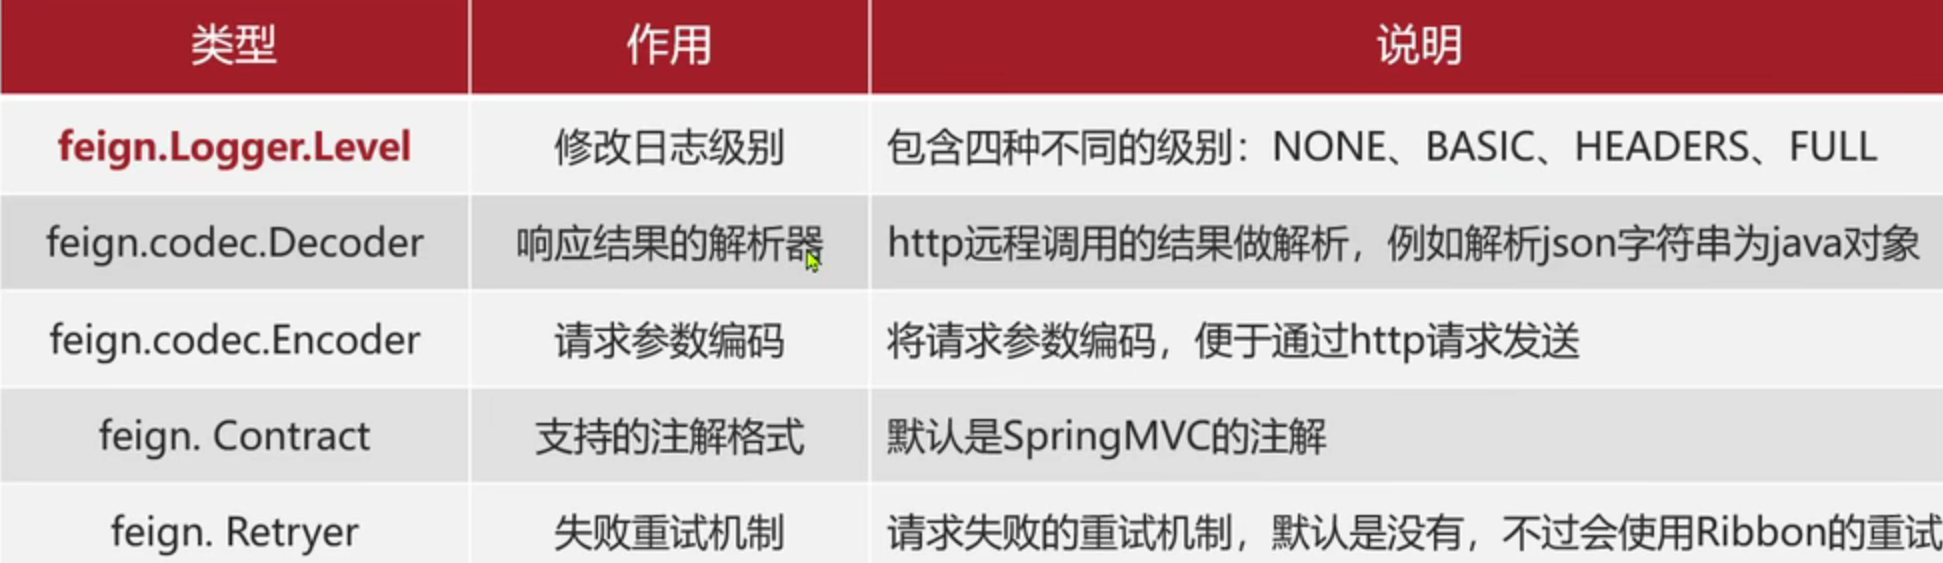 类型 作用 说明
feign.Logger.Level 修改日志级别 包含四种不同的级别：NONE、BASIC、HEADERS、FULL
feign.codec.Decoder 响应结果的解析器 http远程调用的结果做解析，例如解析json字符串为java对象
feign.codec.Encoder 请求参数编码 将请求参数编码，便于通过http请求发送
feign. Contract 支持的注解格式 默认是SpringMVC的注解
feign. Retryer 失败重试机制 请求失败的重试机制，默认是没有，不过会使用Ribbon的重试